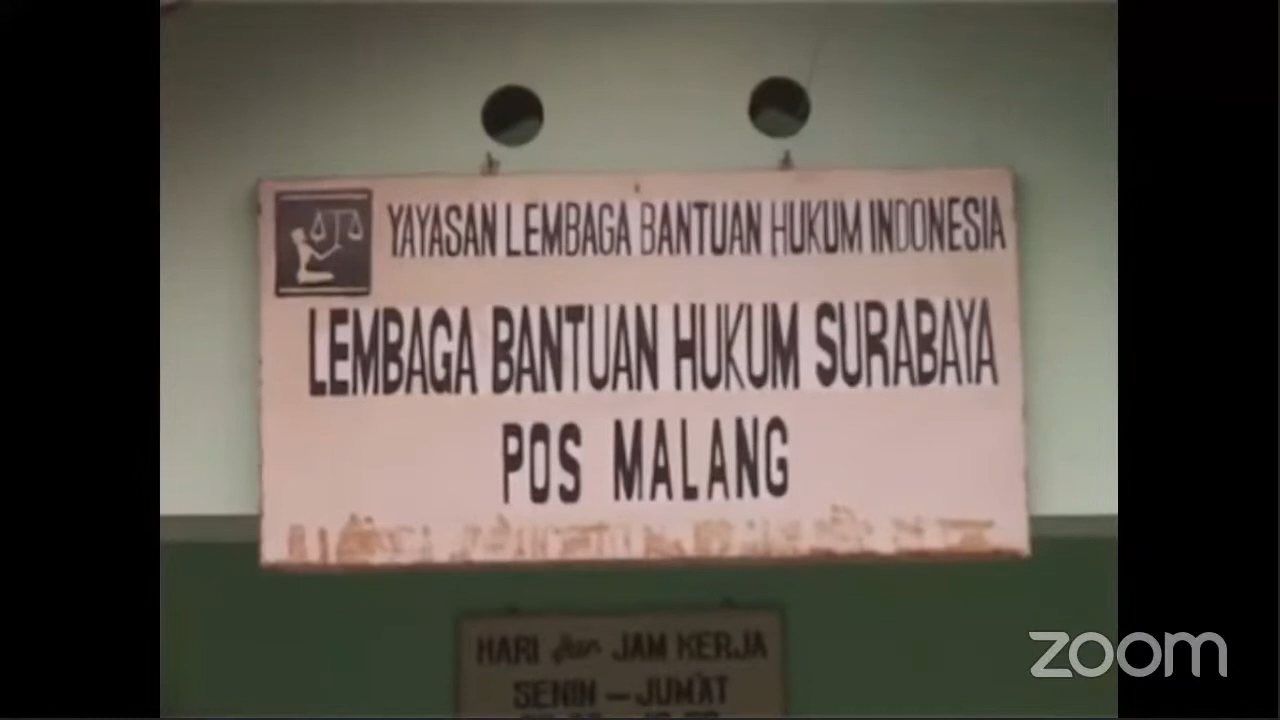 YAYASAN LEMBAGA BANTUAN HUKUM INDONESIA
LEMBAGA BANTUAN HUKUM SURABAYA
POS MALANG
HARI dan JAM KERJA
SENIN - JUM'AT
zoom